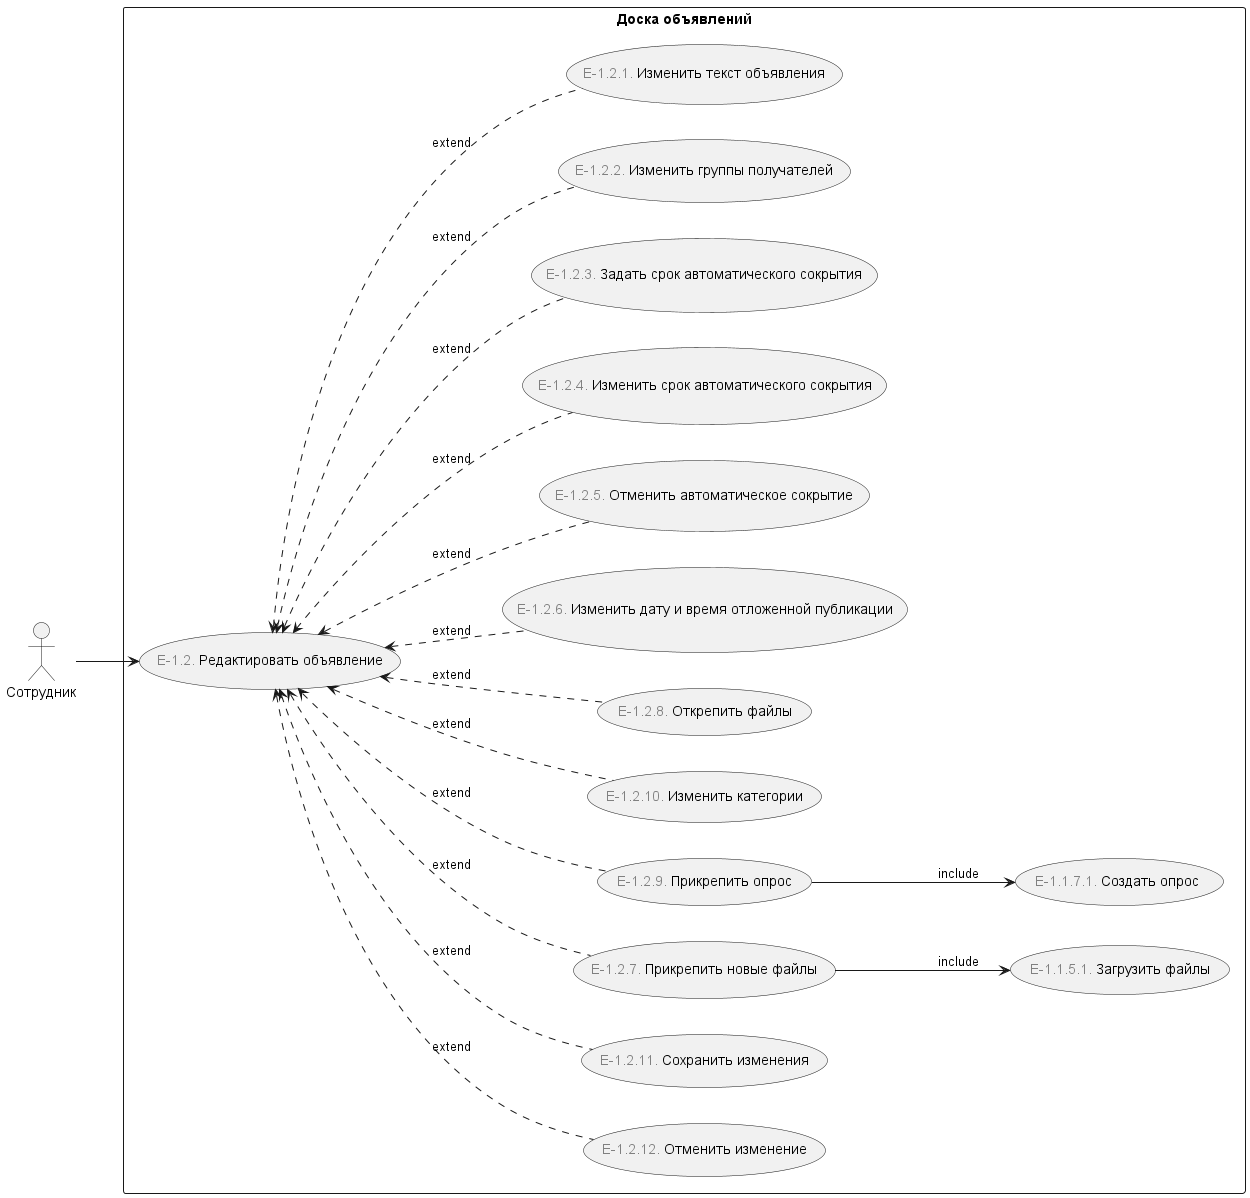 Доска объявлений
E-1.2.1. Изменить текст объявления
extend
E-1.2.2. Изменить группы получателей
extend
E-1.2.3. Задать срок автоматического сокрытия
extend
E-1.2.4. Изменить срок автоматического сокрытия
extend
E-1.2.5. Отменить автоматическое сокрытие
extend
E-1.2.6. Изменить дату и время отложенной публикации
extend
E-1.2. Редактировать объявление
Сотрудник
extend
E-1.2.8. Открепить файлы
extend
E-1.2.10. Изменить категории
extend
E-1.2.9. Прикрепить опрос
include
E-1.1.7.1. Создать опрос
extend
E-1.2.7. Прикрепить новые файлы
include
E-1.1.5.1. Загрузить файлы
extend
E-1.2.11. Сохранить изменения
extend
E-1.2.12. Отменить изменение